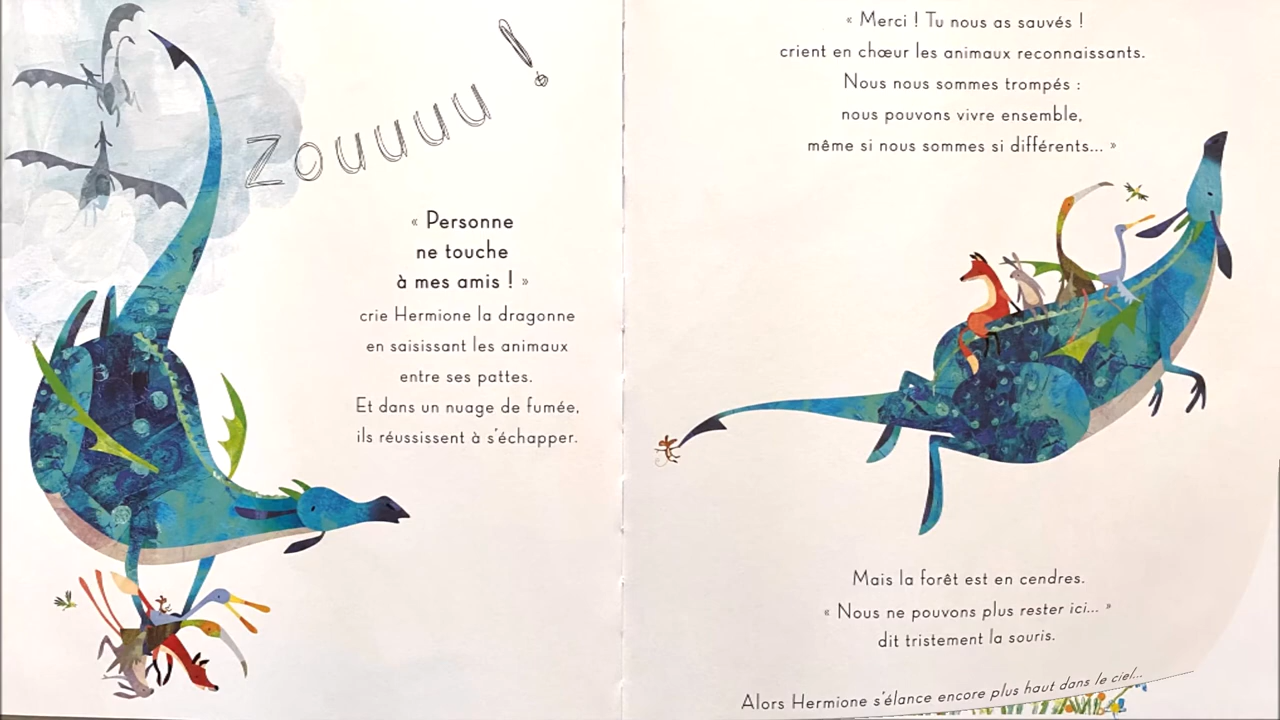 Zouuuu !
« Personne
ne touche
à mes amis ! »
crie Hermione la dragonne
en saisissant les animaux
entre ses pattes.
Et dans un nuage de fumée,
ils réussissent à s'échapper.
« Merci ! Tu nous as sauvés !
crient en chœur les animaux reconnaissants.
Nous nous sommes trompés :
nous pouvons vivre ensemble,
même si nous sommes si différents... »
Mais la forêt est en cendres.
« Nous ne pouvons plus rester ici... »
dit tristement la souris.
Alors Hermione s'élance encore plus haut dans le ciel...